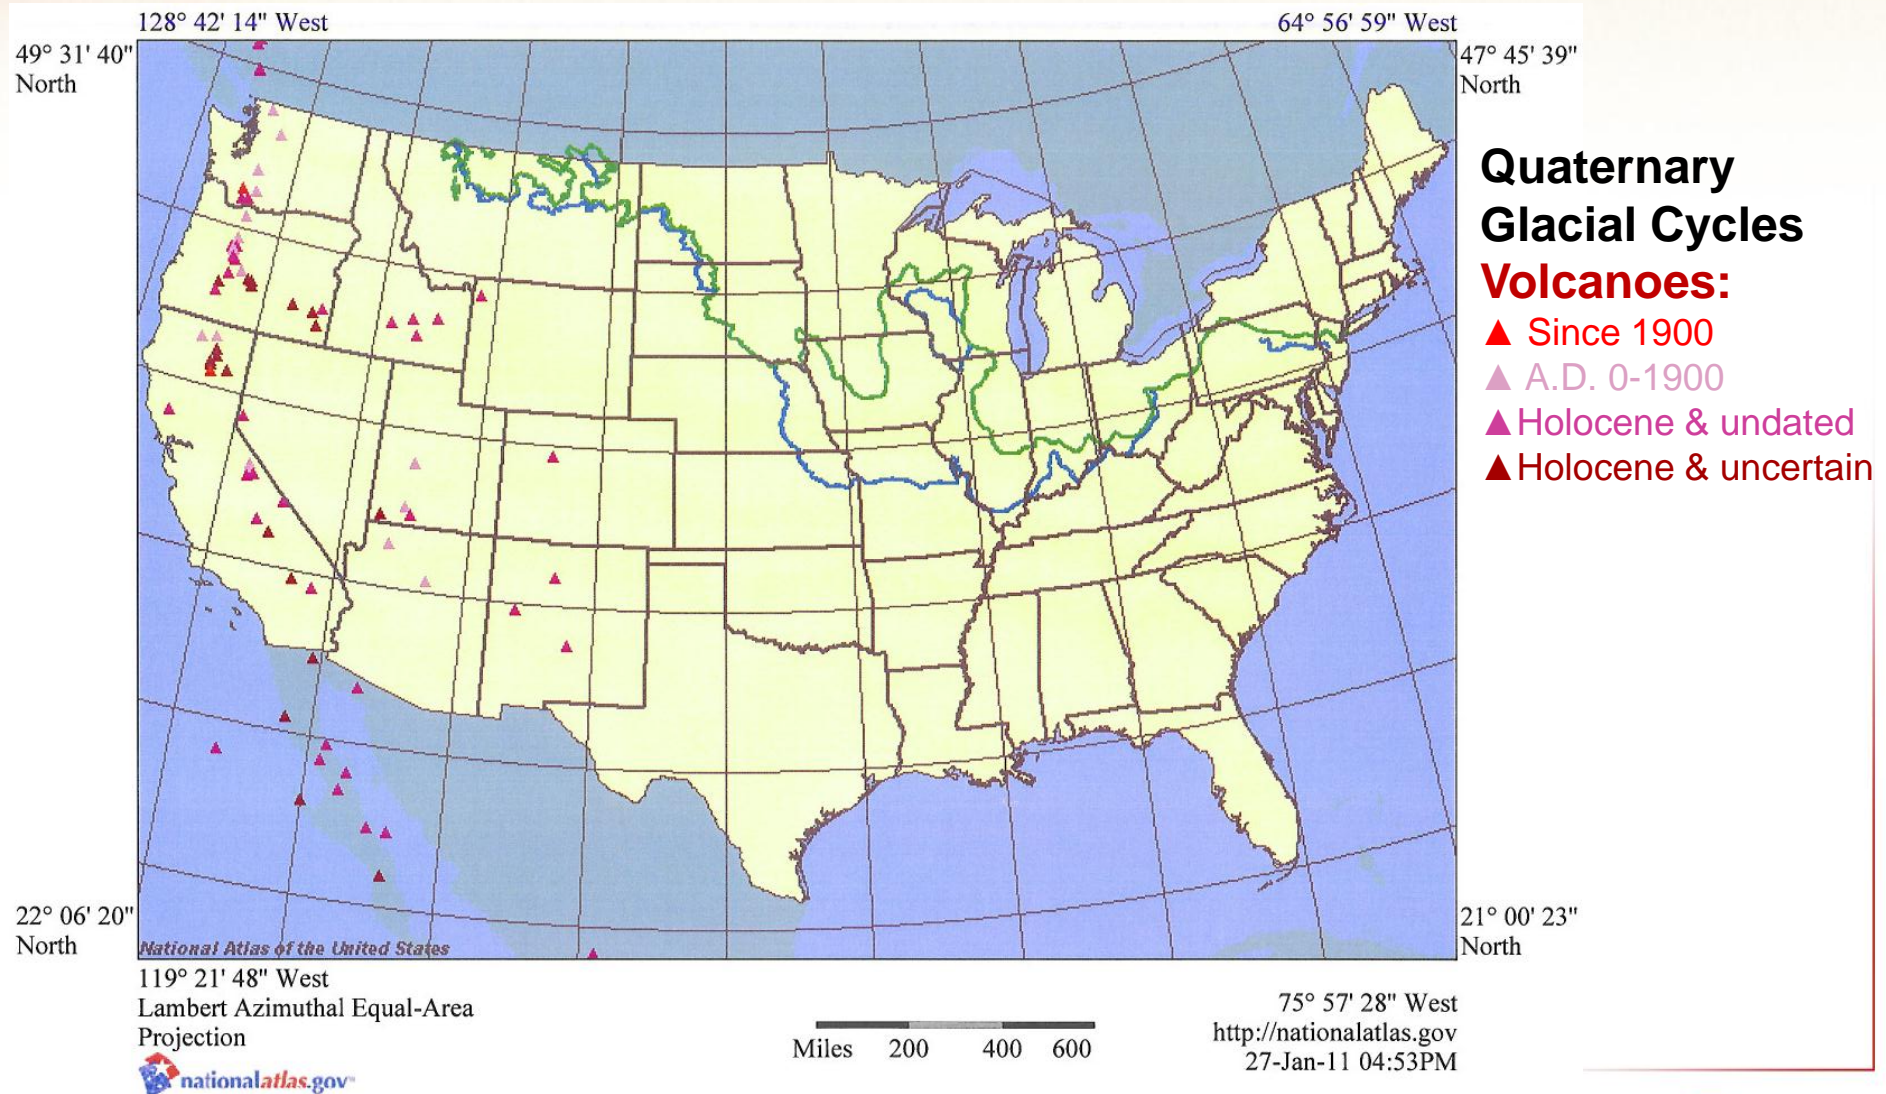 128° 42' 14" West
64° 56' 59" West
49° 31' 40"
North
47° 45' 39"
North
Quaternary
Glacial Cycles
Volcanoes:
Since 1900
A.D. 0-1900
Holocene & undated
Holocene & uncertain
22° 06' 20"
North
21° 00' 23"
North
National Atlas of the United States
119° 21' 48" West
Lambert Azimuthal Equal-Area
Projection
nationalatlas.gov
Miles 200 400 600
75° 57' 28" West
http://nationalatlas.gov
27-Jan-11 04:53PM